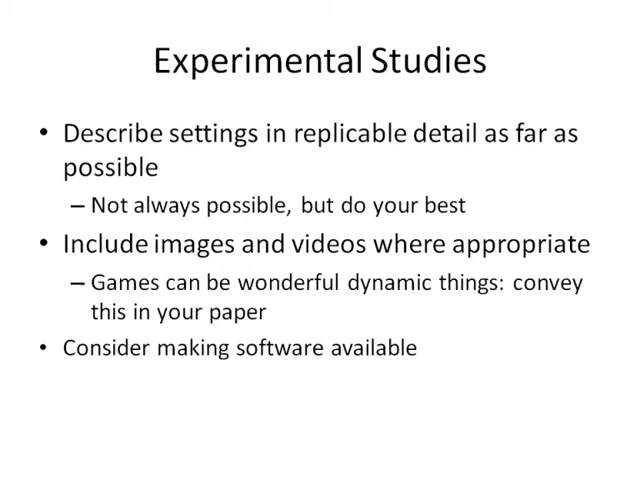 Experimental Studies
• Describe settings in replicable detail as far as
possible
– Not always possible, but do your best
• Include images and videos where appropriate
– Games can be wonderful dynamic things: convey
this in your paper
• Consider making software available